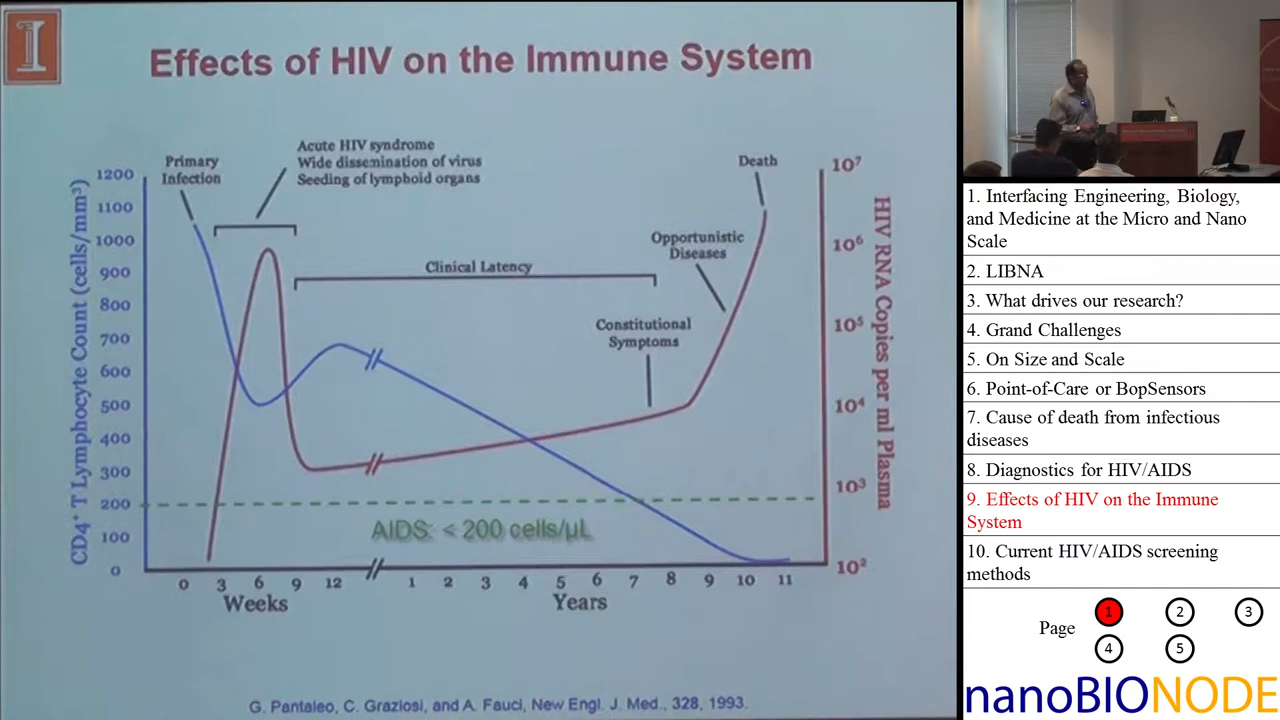 I
Effects of HIV on the Immune System
Primary
Infection
Acute HIV syndrome
Wide dissemination of virus
Seeding of lymphoid organs
Death
Opportunistic
Diseases
Clinical Latency
Constitutional
Symptoms
CD4⁺ T Lymphocyte Count (cells/mm³)
1200
1100
1000
900
800
700
600
500
400
300
200
100
0
HIV RNA Copies per ml Plasma
10⁷
10⁶
10⁵
10⁴
10³
10²
AIDS: < 200 cells/µL
0 3 6 9 12 1 2 3 4 5 6 7 8 9 10 11
Weeks Years
G. Pantaleo, C. Graziosi, and A. Fauci, New Engl. J. Med., 328, 1993.
1. Interfacing Engineering, Biology,
and Medicine at the Micro and Nano
Scale
2. LIBNA
3. What drives our research?
4. Grand Challenges
5. On Size and Scale
6. Point-of-Care or BopSensors
7. Cause of death from infectious
diseases
8. Diagnostics for HIV/AIDS
9. Effects of HIV on the Immune
System
10. Current HIV/AIDS screening
methods
Page 1 2 3
4 5
nanoBIONODE